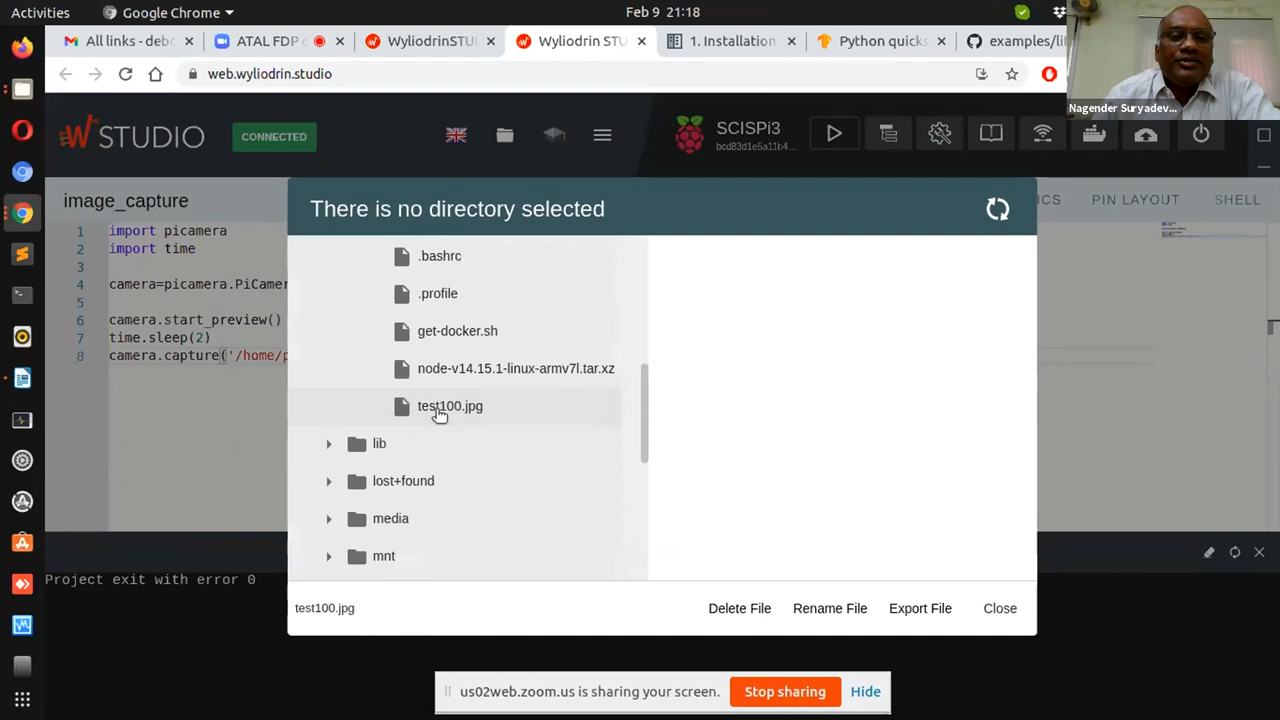 Activities
Google Chrome
Feb 9 21:18
All links - deb
ATAL FDP
WyliodrinSTU
Wyliodrin STU
1. Installation
Python quicks
examples/lit
web.wyliodrin.studio
Nagender Suryadev...
STUDIO
CONNECTED
SCISPi3
bcd83d1e5a11b4...
image_capture
PIN LAYOUT
SHELL
There is no directory selected
1 import picamera
2 import time
3
4 camera=picamera.PiCamer
5
6 camera.start_preview()
7 time.sleep(2)
8 camera.capture('/home/p
.bashrc
.profile
get-docker.sh
node-v14.15.1-linux-armv7l.tar.xz
test100.jpg
lib
lost+found
media
mnt
Project exit with error 0
test100.jpg
Delete File
Rename File
Export File
Close
us02web.zoom.us is sharing your screen.
Stop sharing
Hide